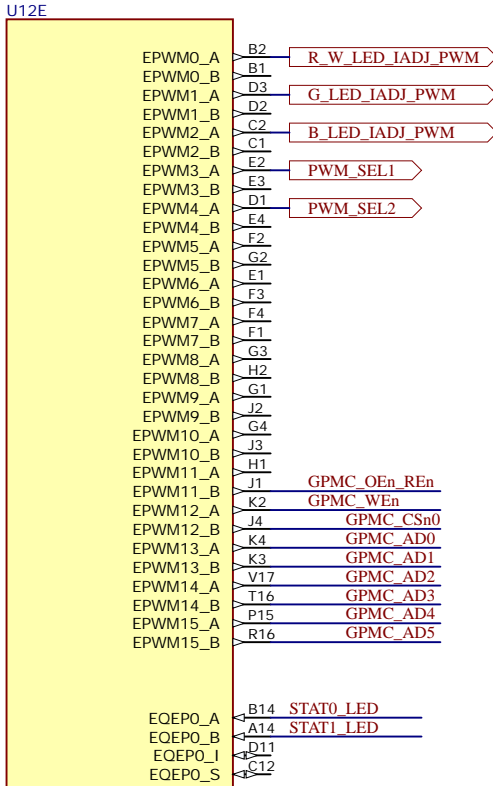 U12E
EPWM0_A B2 R_W_LED_IADJ_PWM
EPWM0_B B1
EPWM1_A D3 G_LED_IADJ_PWM
EPWM1_B D2
EPWM2_A C2 B_LED_IADJ_PWM
EPWM2_B C1
EPWM3_A E2 PWM_SEL1
EPWM3_B E3
EPWM4_A D1 PWM_SEL2
EPWM4_B E4
EPWM5_A F2
EPWM5_B G2
EPWM6_A E1
EPWM6_B F3
EPWM7_A F4
EPWM7_B F1
EPWM8_A G3
EPWM8_B H2
EPWM9_A G1
EPWM9_B J2
EPWM10_A G4
EPWM10_B J3
EPWM11_A H1
EPWM11_B J1 GPMC_OEn_REn
EPWM12_A K2 GPMC_WEn
EPWM12_B J4 GPMC_CSn0
EPWM13_A K4 GPMC_AD0
EPWM13_B K3 GPMC_AD1
EPWM14_A V17 GPMC_AD2
EPWM14_B T16 GPMC_AD3
EPWM15_A P15 GPMC_AD4
EPWM15_B R16 GPMC_AD5
EQEP0_A B14 STAT0_LED
EQEP0_B A14 STAT1_LED
EQEP0_I D11
EQEP0_S C12